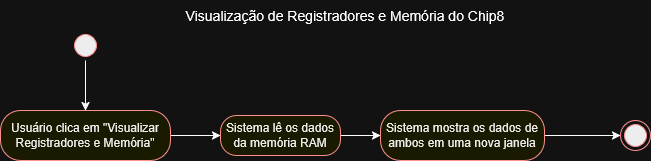 Visualização de Registradores e Memória do Chip8
Usuário clica em "Visualizar
Registradores e Memória"
Sistema lê os dados
da memória RAM
Sistema mostra os dados de
ambos em uma nova janela